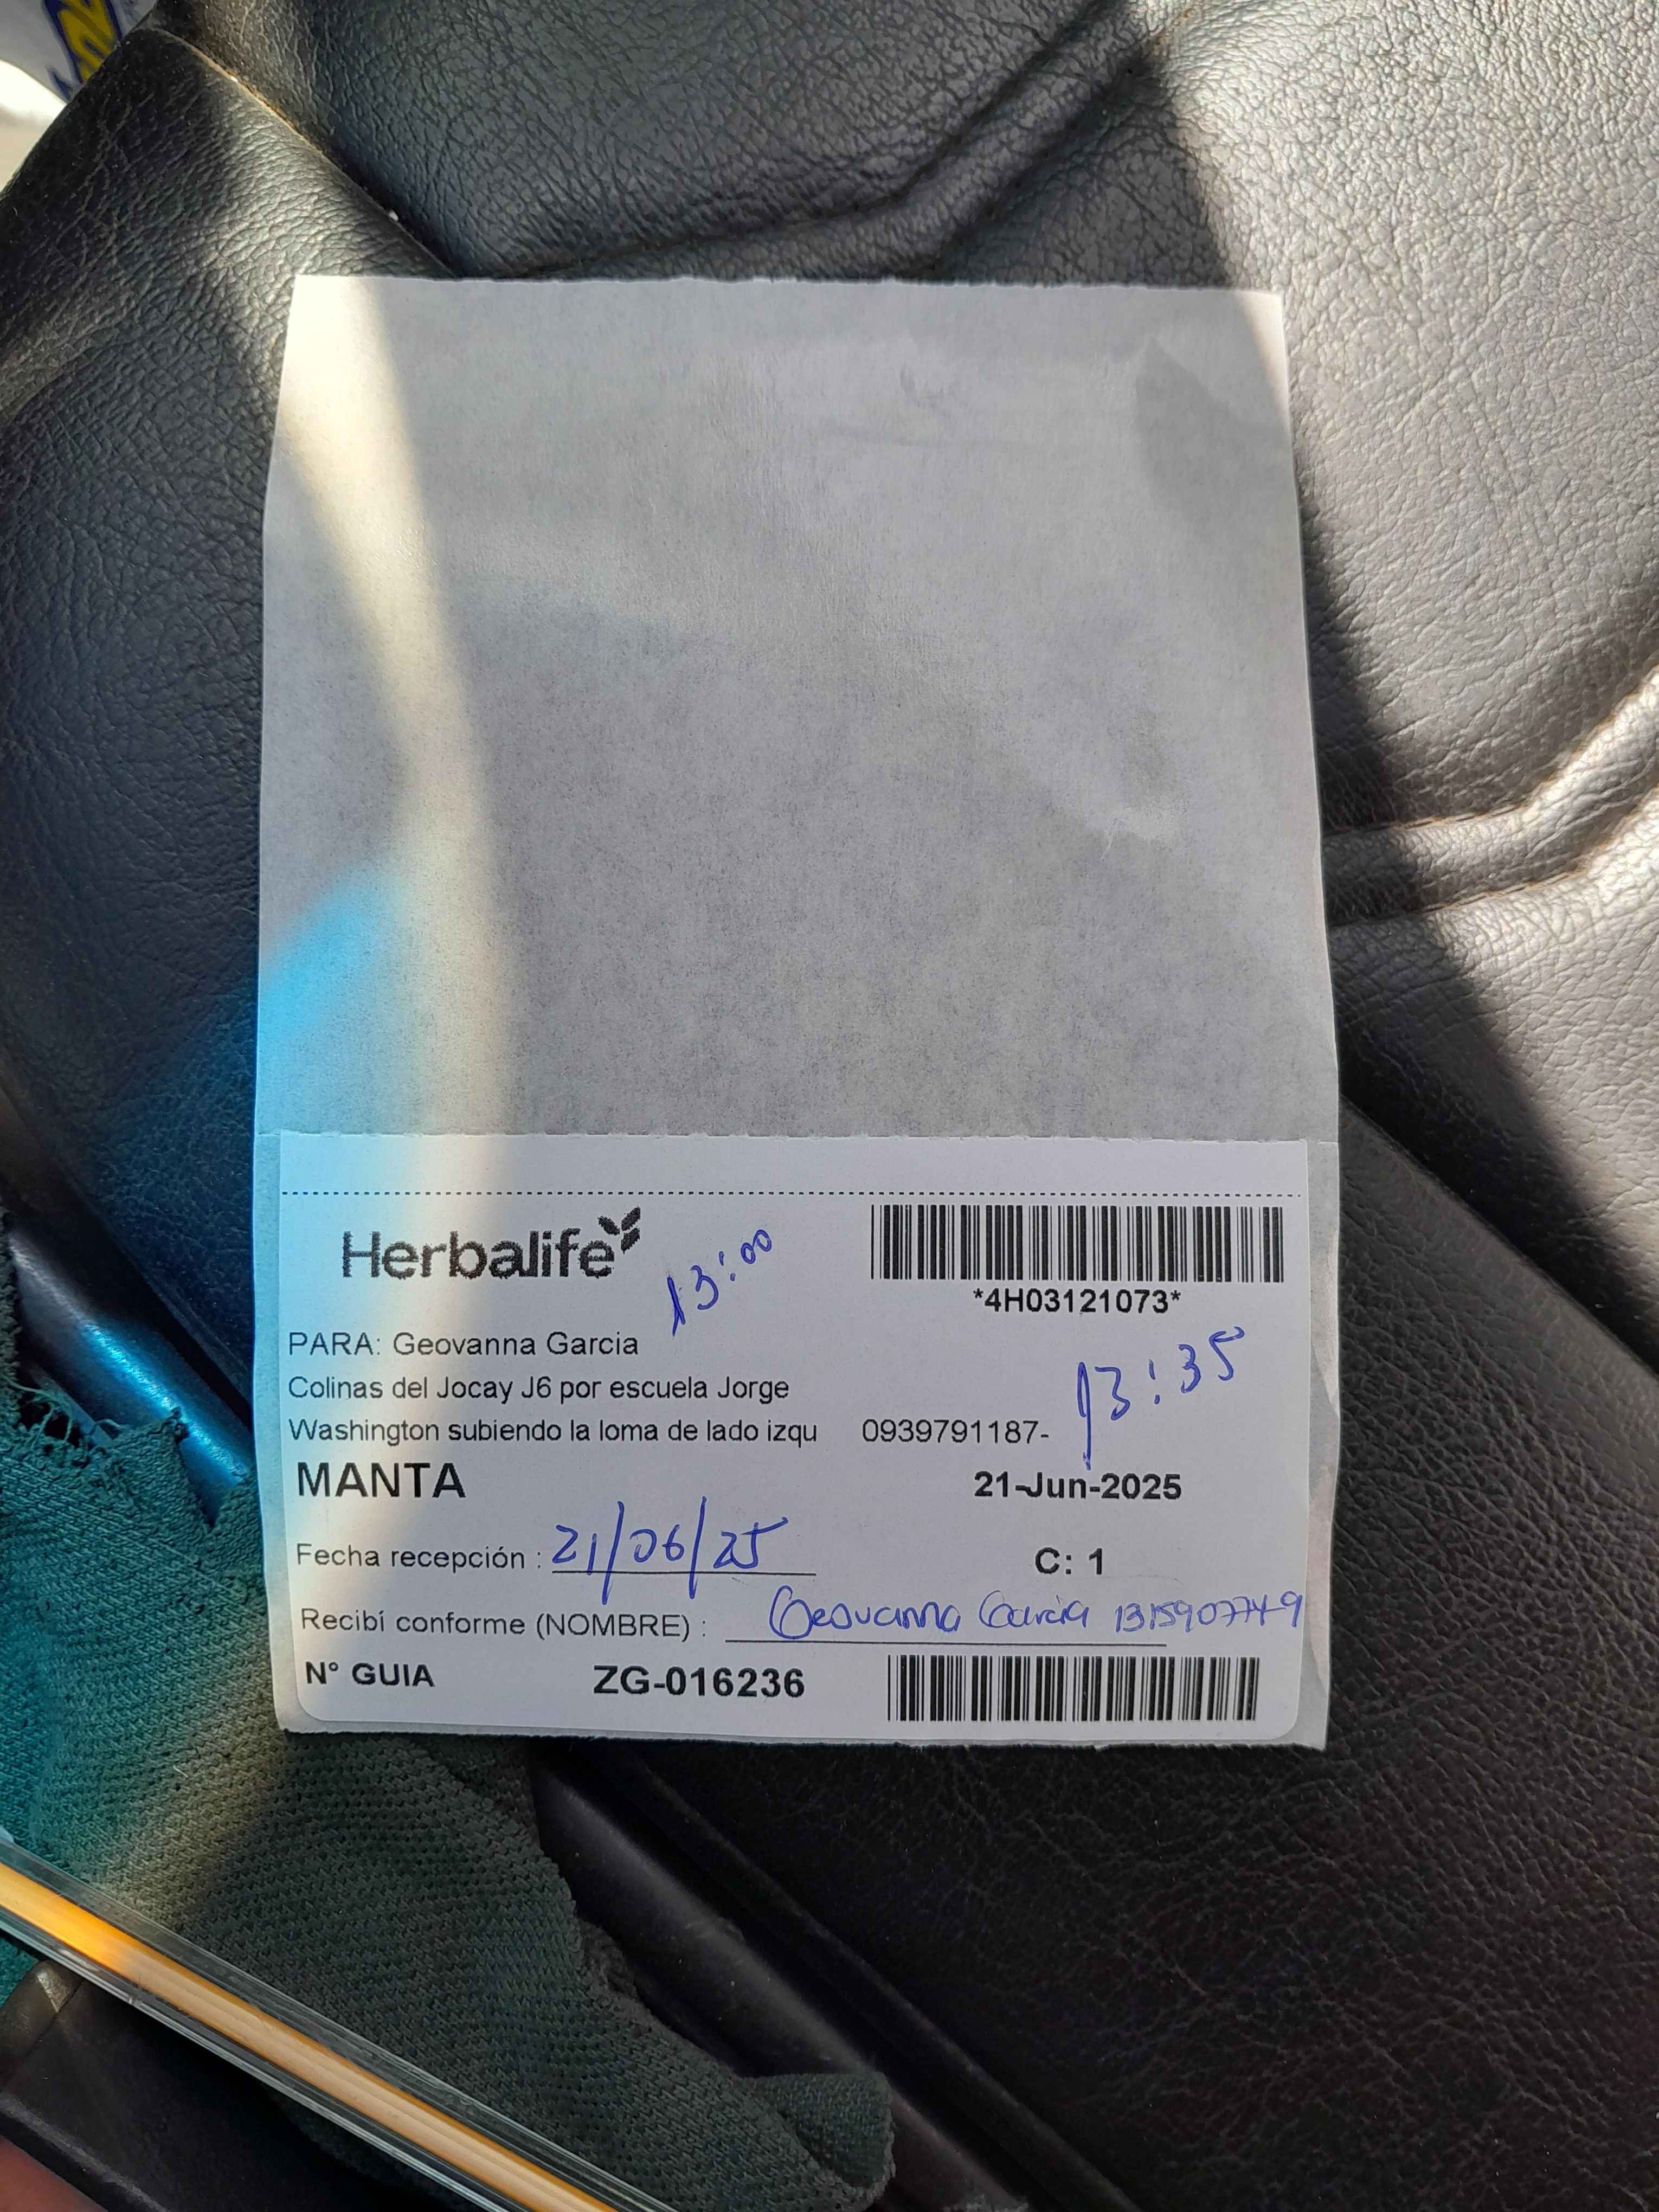 Herbalife
13:00
*4H03121073*
PARA: Geovanna Garcia
13:35
Colinas del Jocay J6 por escuela Jorge
Washington subiendo la loma de lado izqu 0939791187-
MANTA 21-Jun-2025
Fecha recepción : 21/06/25 C: 1
Recibí conforme (NOMBRE) : Geovanna Garcia 1315907749
N° GUIA ZG-016236